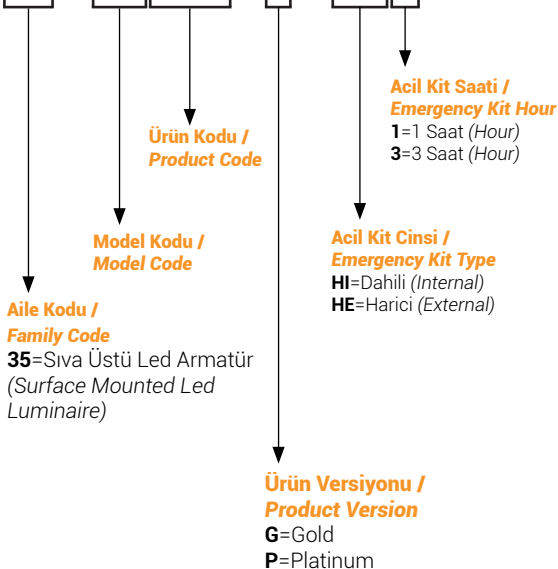 Acil Kit Saati /
Emergency Kit Hour
1=1 Saat (Hour)
3=3 Saat (Hour)
Ürün Kodu /
Product Code
Model Kodu /
Model Code
Acil Kit Cinsi /
Emergency Kit Type
HI=Dahili (Internal)
HE=Harici (External)
Aile Kodu /
Family Code
35=Sıva Üstü Led Armatür
(Surface Mounted Led
Luminaire)
Ürün Versiyonu /
Product Version
G=Gold
P=Platinum